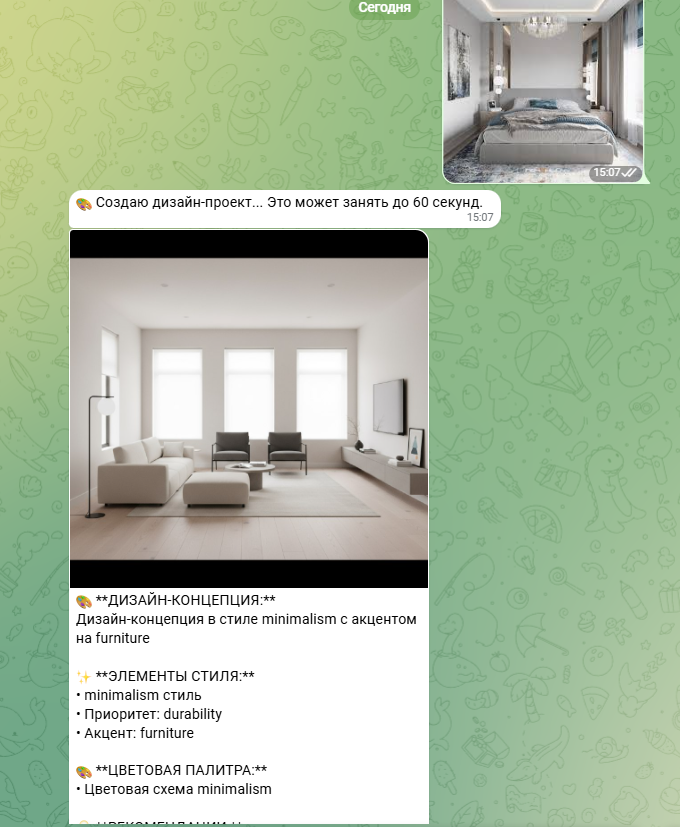 Сегодня
15:07
🎨 Создаю дизайн-проект... Это может занять до 60 секунд.
15:07
🎨 **ДИЗАЙН-КОНЦЕПЦИЯ:**
Дизайн-концепция в стиле minimalism с акцентом
на furniture
✨ **ЭЛЕМЕНТЫ СТИЛЯ:**
• minimalism стиль
• Приоритет: durability
• Акцент: furniture
🎨 **ЦВЕТОВАЯ ПАЛИТРА:**
• Цветовая схема minimalism